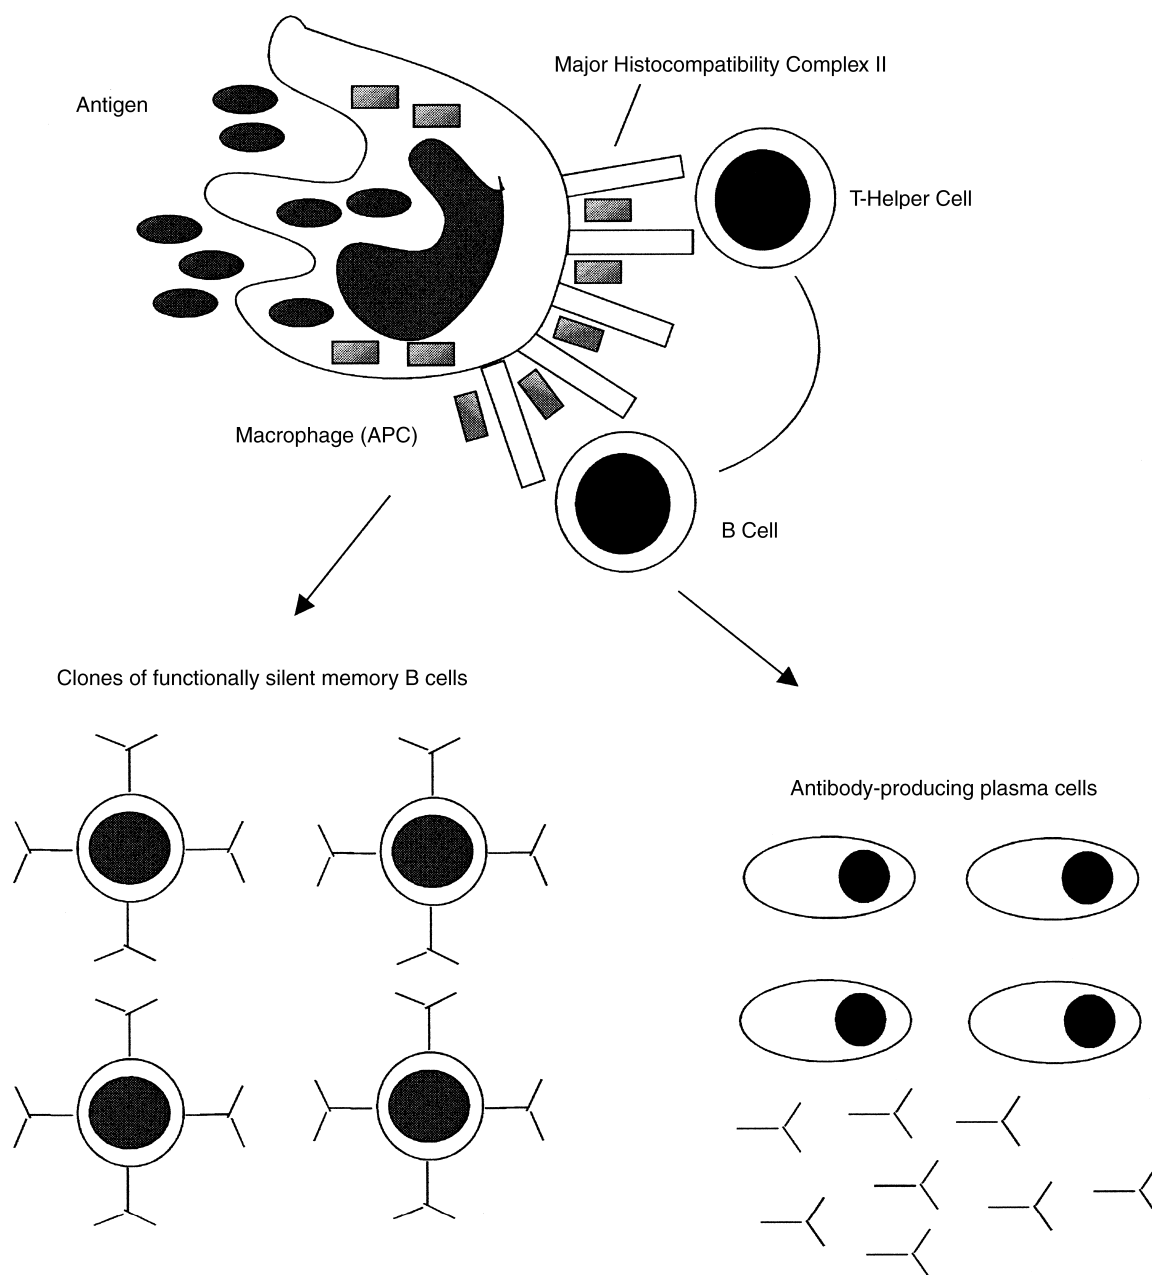 Major Histocompatibility Complex II
Antigen
T-Helper Cell
Macrophage (APC)
B Cell
Clones of functionally silent memory B cells
Antibody-producing plasma cells